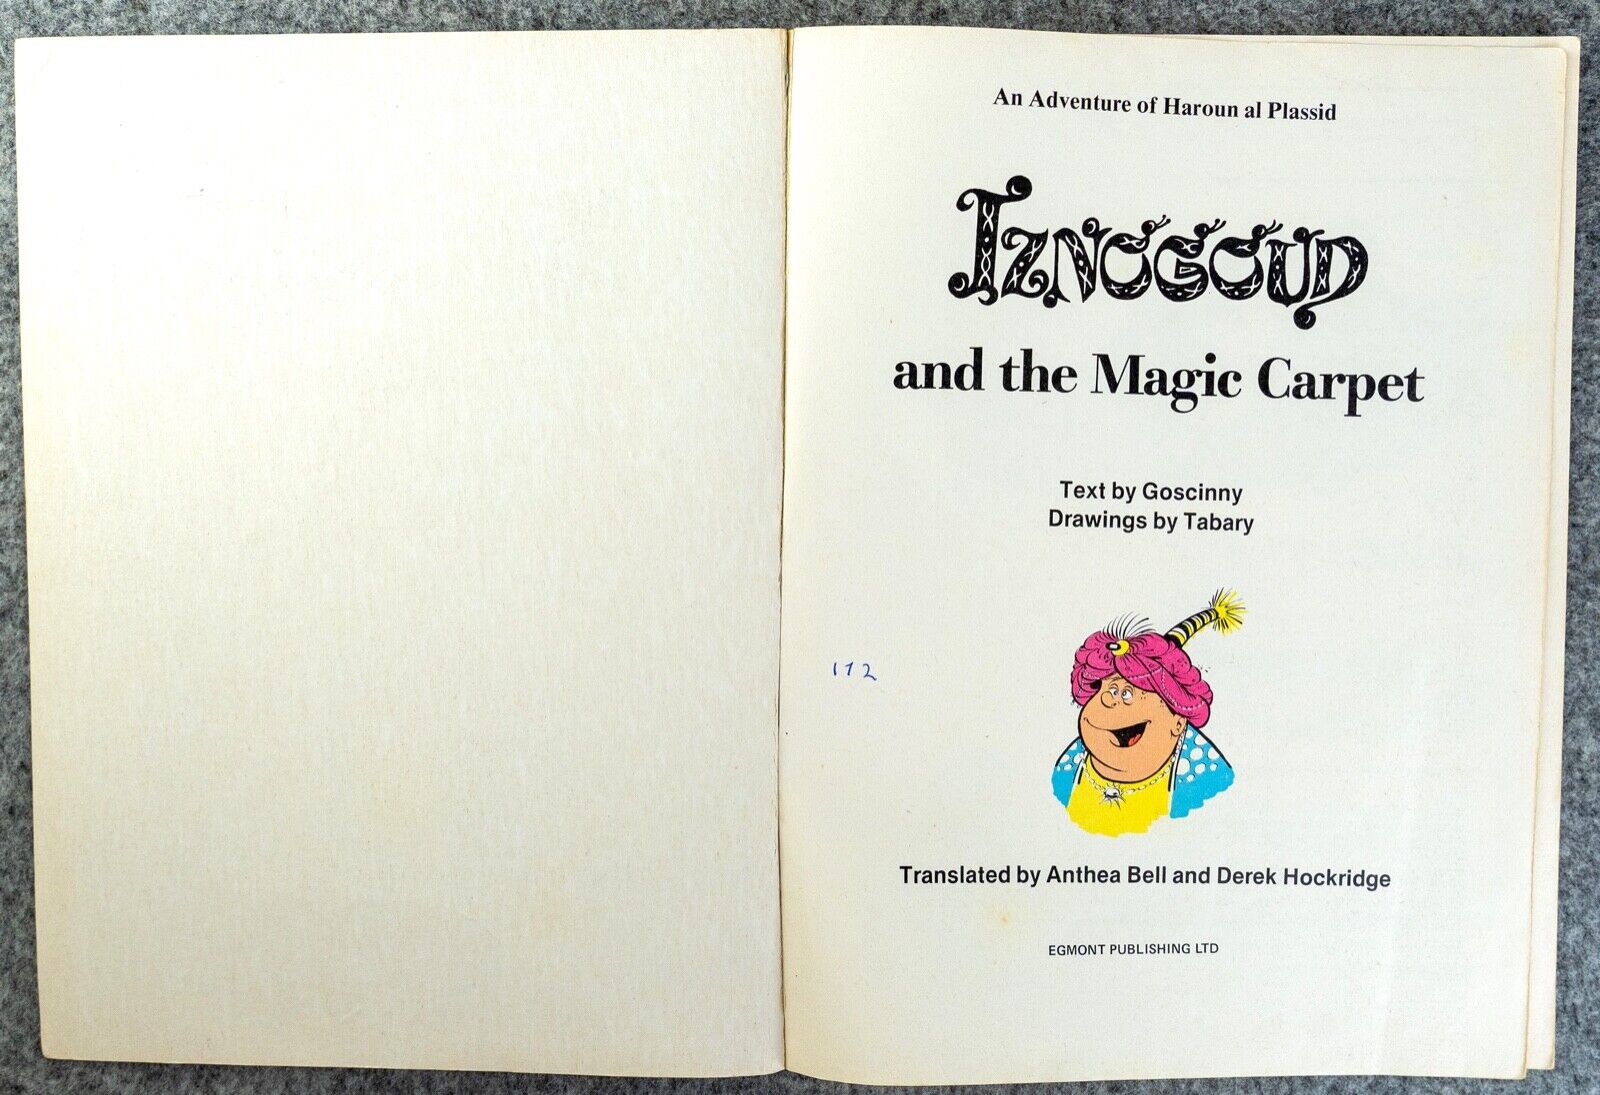 An Adventure of Haroun al Plassid
IZNOGOUD
and the Magic Carpet
Text by Goscinny
Drawings by Tabary
112
Translated by Anthea Bell and Derek Hockridge
EGMONT PUBLISHING LTD